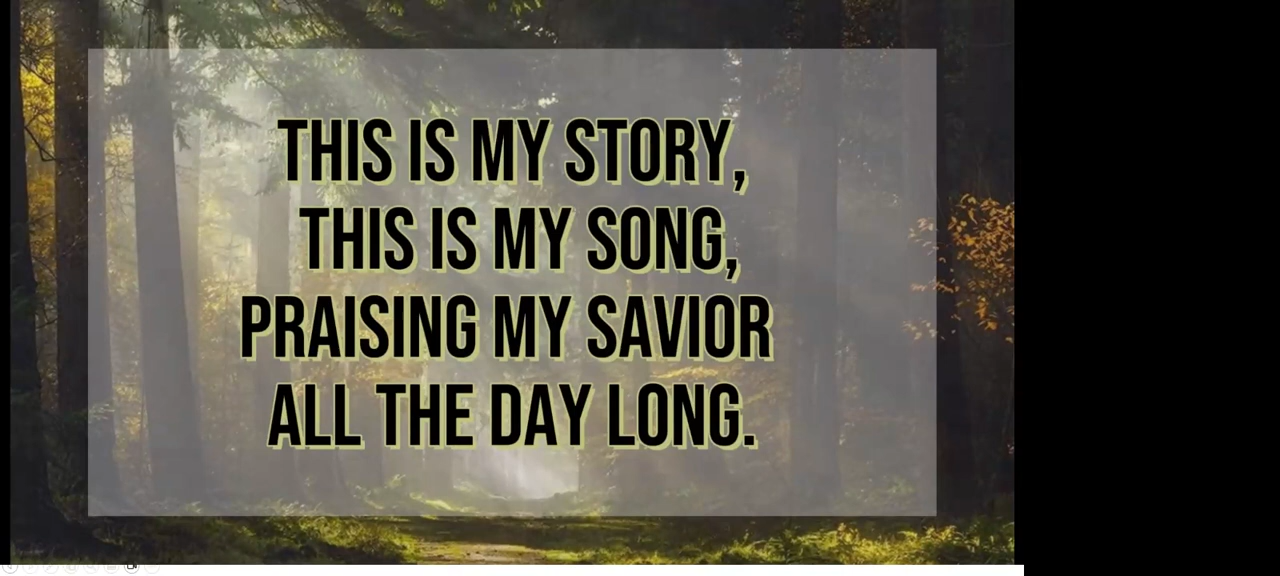 THIS IS MY STORY,
THIS IS MY SONG,
PRAISING MY SAVIOR
ALL THE DAY LONG.